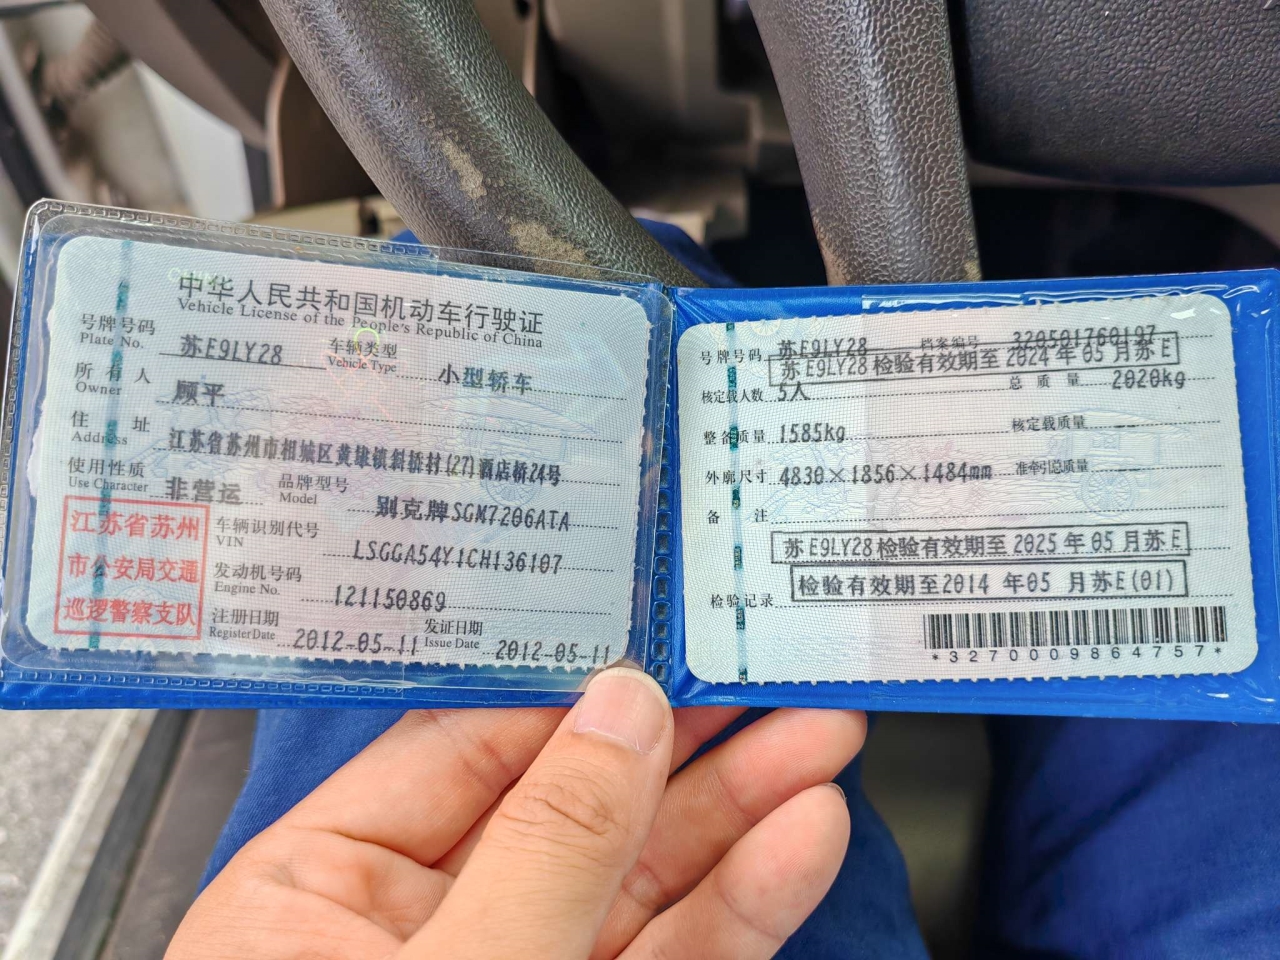 中华人民共和国机动车行驶证
Vehicle License of the People's Republic of China
号牌号码 苏E9LY28 车辆类型 小型轿车
Plate No. Vehicle Type
所有人 顾平
Owner
住址 江苏省苏州市相城区黄埭镇斜桥村(27)酒店桥24号
Address
使用性质 非营运 品牌型号 别克牌SGM7206ATA
Use Character Model
江苏省苏州
市公安局交通
巡逻警察支队
车辆识别代号 LSGGA54Y1CH136107
VIN
发动机号码 121150869
Engine No.
注册日期 2012-05-11 发证日期 2012-05-11
Register Date Issue Date
号牌号码 苏E9LY28 档案编号 320501760197
苏E9LY28检验有效期至2024年05月苏E
核定载人数 5人 总质量 2020kg
整备质量 1585kg 核定载质量
外廓尺寸 4830×1856×1484mm 准牵引总质量
备注
苏E9LY28检验有效期至2025年05月苏E
检验有效期至2014年05月苏E(01)
检验记录
*3270009864757*